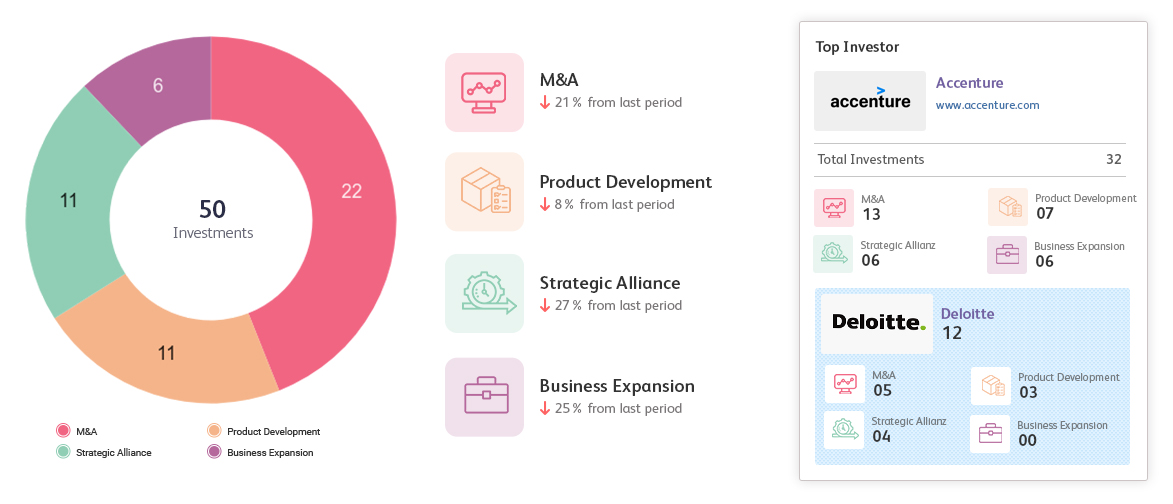 6
22
11
11
50
Investments
M&A
Product Development
Strategic Alliance
Business Expansion
M&A
21 % from last period
Product Development
8 % from last period
Strategic Alliance
27 % from last period
Business Expansion
25 % from last period
Top Investor
accenture
Accenture
www.accenture.com
Total Investments 32
M&A
13
Product Development
07
Strategic Allianz
06
Business Expansion
06
Deloitte.
Deloitte
12
M&A
05
Product Development
03
Strategic Allianz
04
Business Expansion
00